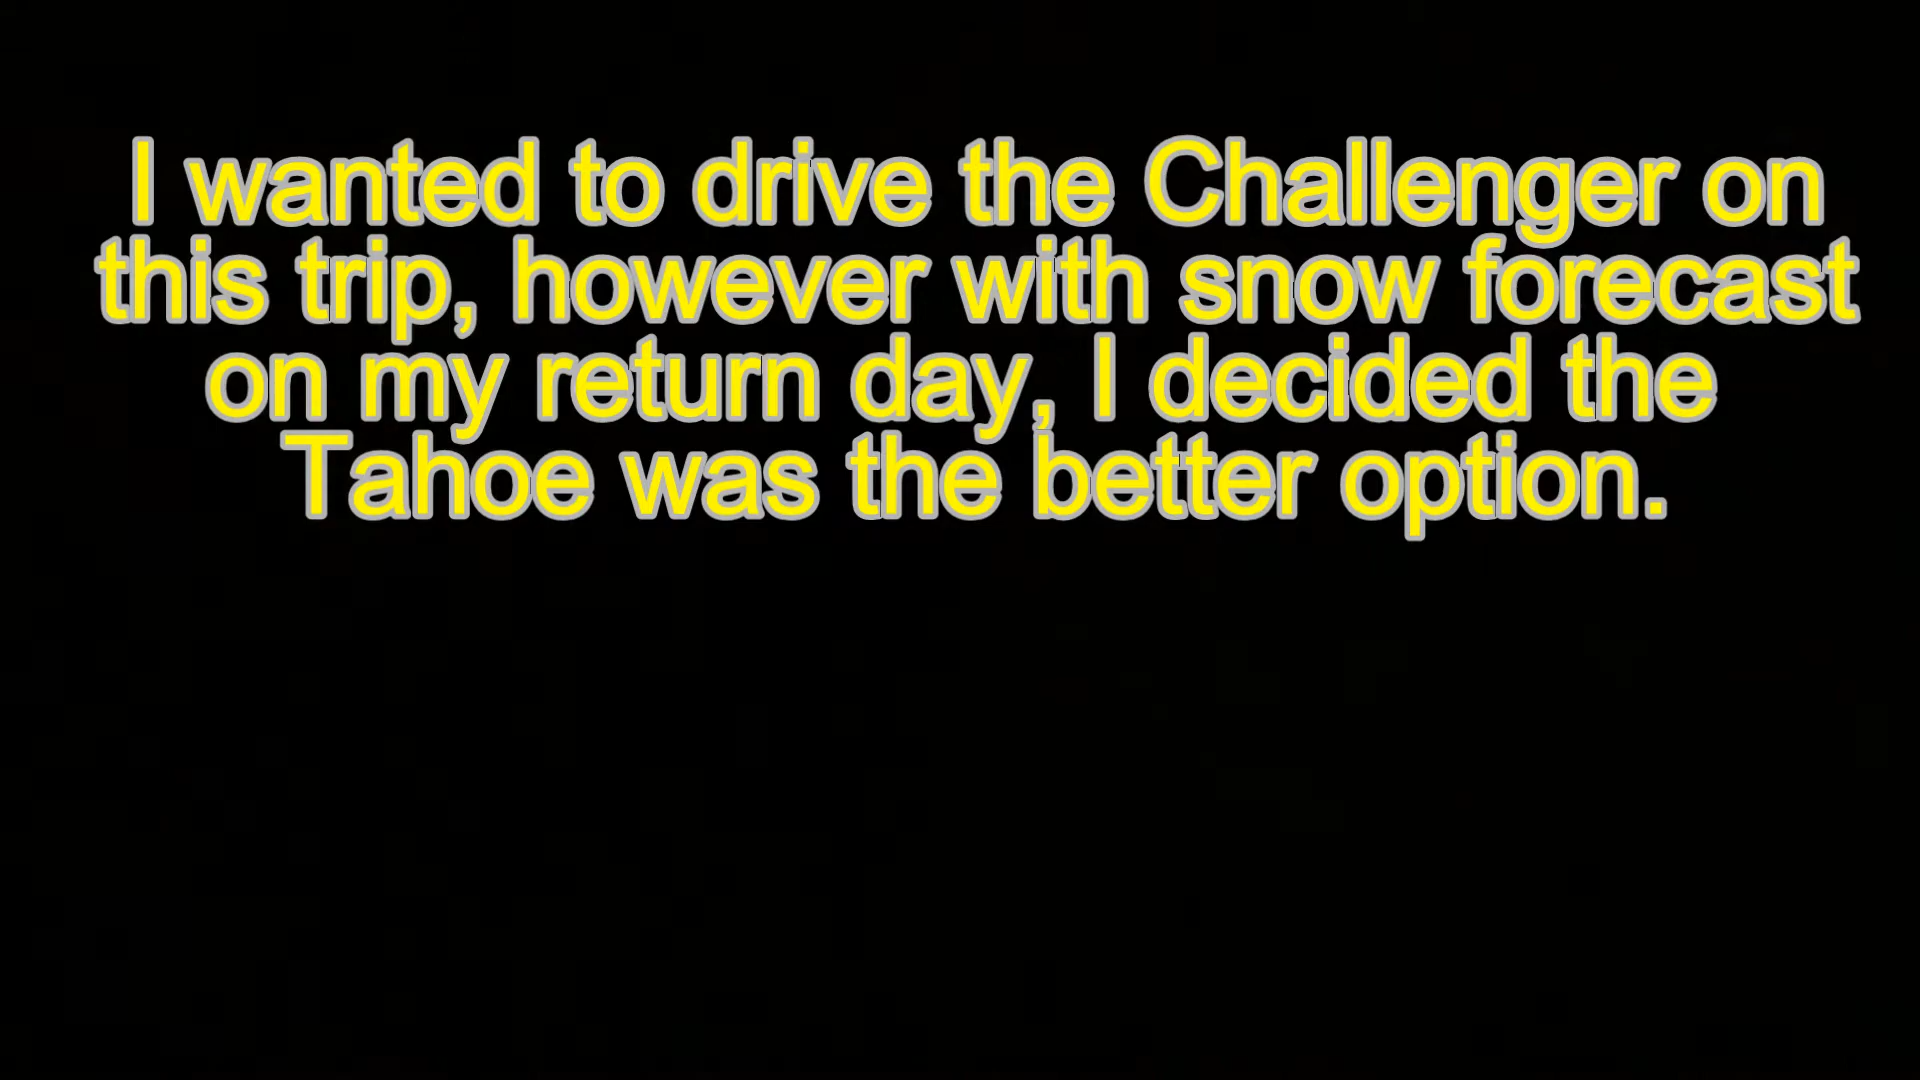 I wanted to drive the Challenger on
this trip, however with snow forecast
on my return day, I decided the
Tahoe was the better option.